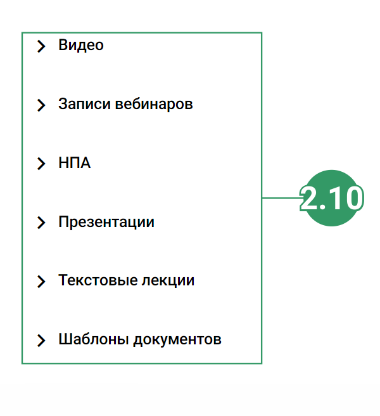 Видео
Записи вебинаров
НПА
2.10
Презентации
Текстовые лекции
Шаблоны документов